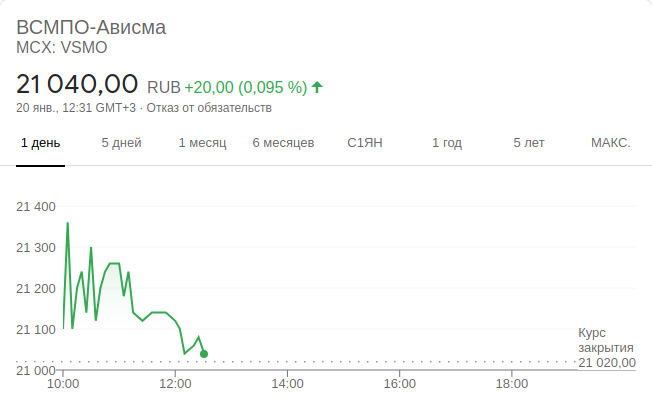 ВСМПО-Ависма
MCX: VSMO
21 040,00 RUB +20,00 (0,095 %)
20 янв., 12:31 GMT+3 · Отказ от обязательств
1 день 5 дней 1 месяц 6 месяцев С1ЯН 1 год 5 лет МАКС.
21 400
21 300
21 200
21 100
Курс
закрытия
21 020,00
21 000
10:00 12:00 14:00 16:00 18:00